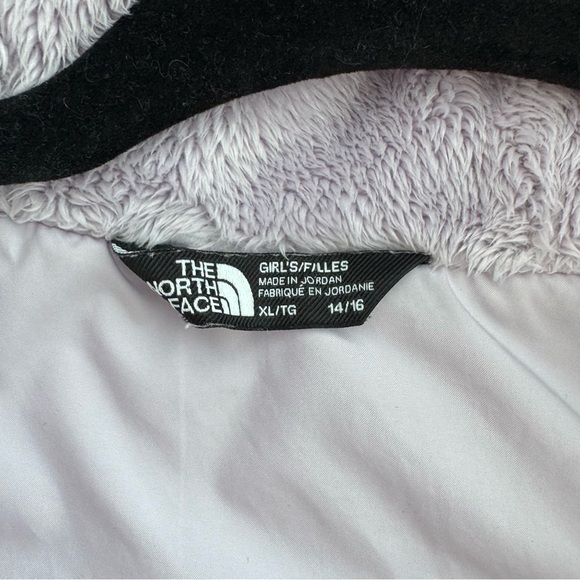 THE
NORTH
FACE
GIRL'S/FILLES
MADE IN JORDAN
FABRIQUÉ EN JORDANIE
XL/TG 14/16